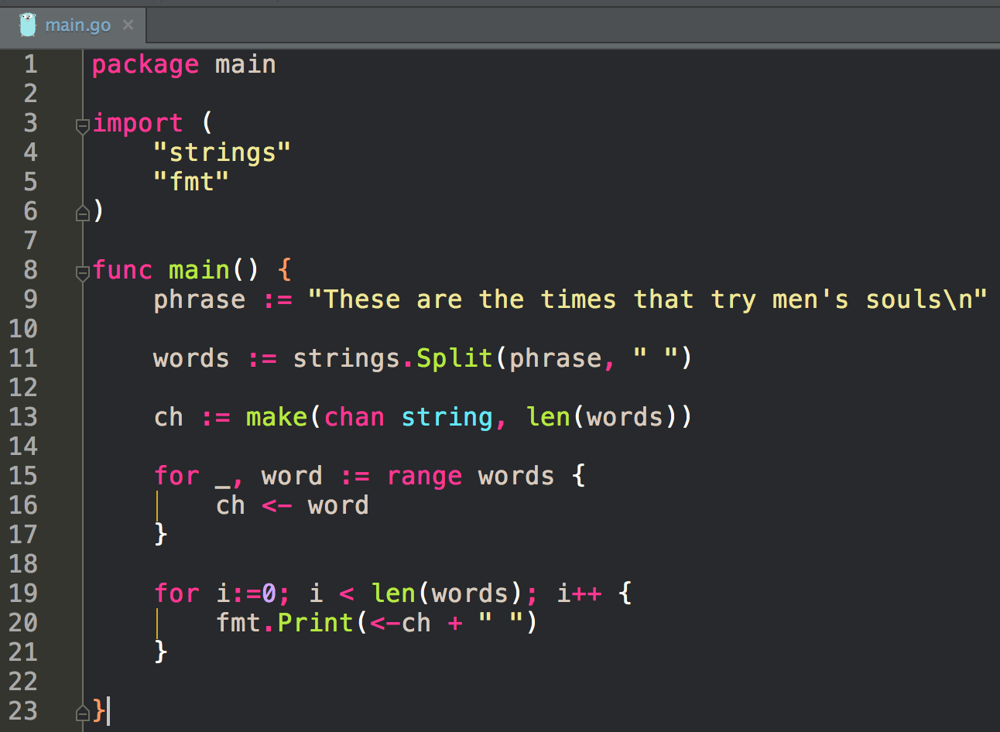 main.go ×
1 package main
2
3 import (
4     "strings"
5     "fmt"
6 )
7
8 func main() {
9     phrase := "These are the times that try men's souls\n"
10
11     words := strings.Split(phrase, " ")
12
13     ch := make(chan string, len(words))
14
15     for _, word := range words {
16         ch <- word
17     }
18
19     for i:=0; i < len(words); i++ {
20         fmt.Print(<-ch + " ")
21     }
22
23 }